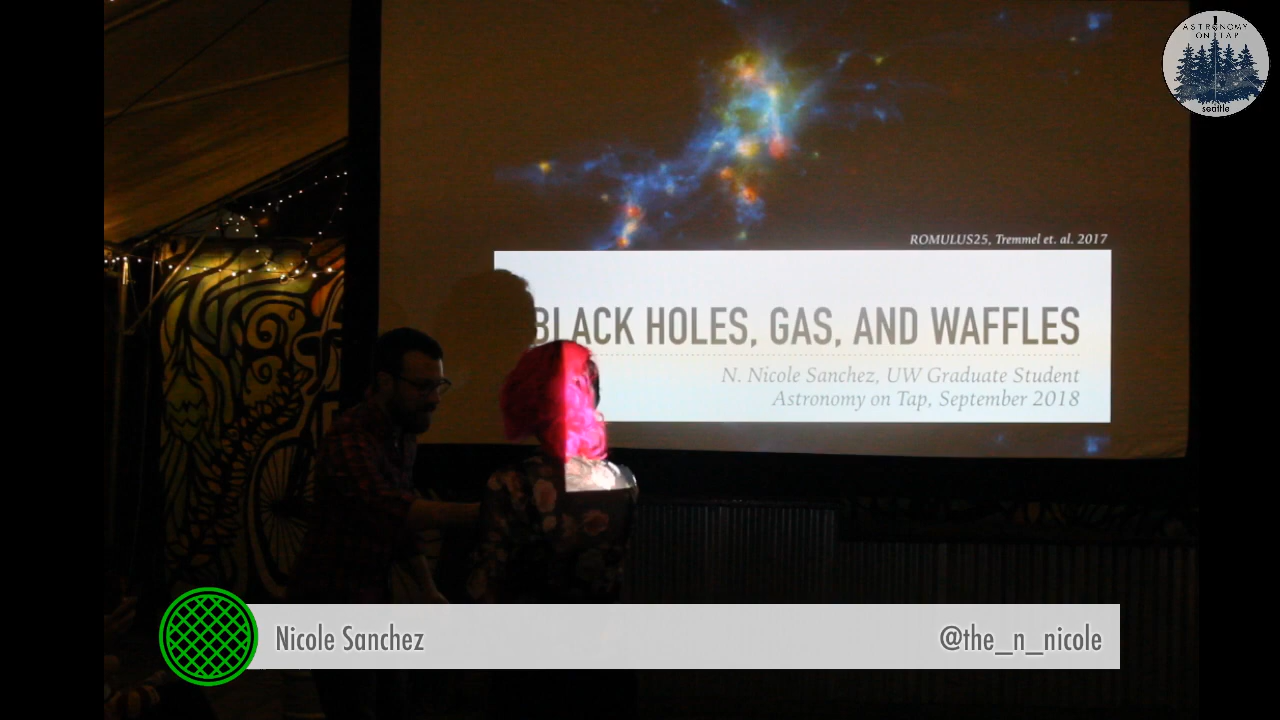 ASTRONOMY
ON TAP
seattle
ROMULUS25, Tremmel et. al. 2017
BLACK HOLES, GAS, AND WAFFLES
N. Nicole Sanchez, UW Graduate Student
Astronomy on Tap, September 2018
Nicole Sanchez
@the_n_nicole